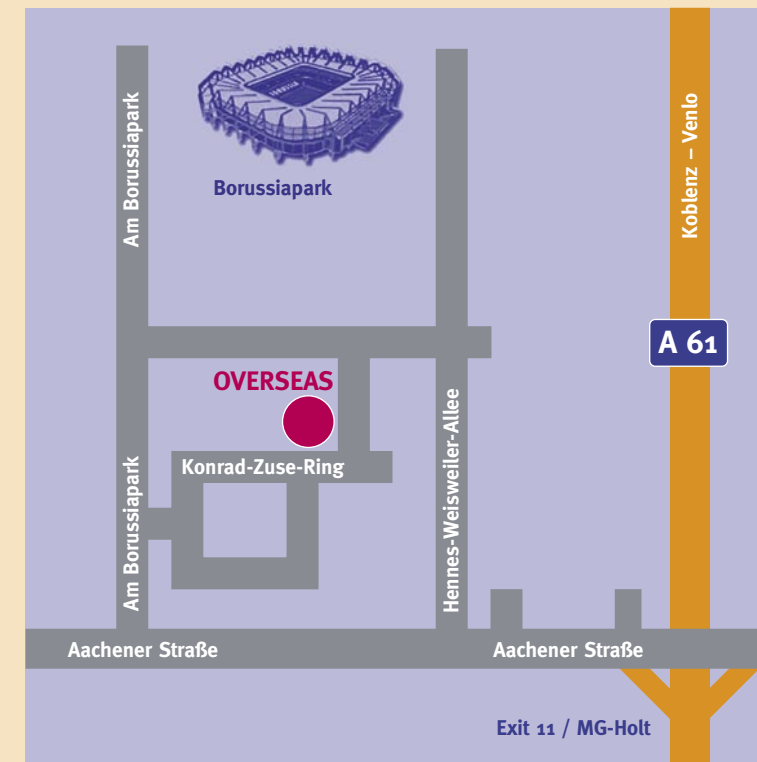 Am Borussiapark
Borussiapark
Koblenz – Venlo
A 61
OVERSEAS
Konrad-Zuse-Ring
Am Borussiapark
Hennes-Weisweiler-Allee
Aachener Straße
Aachener Straße
Exit 11 / MG-Holt